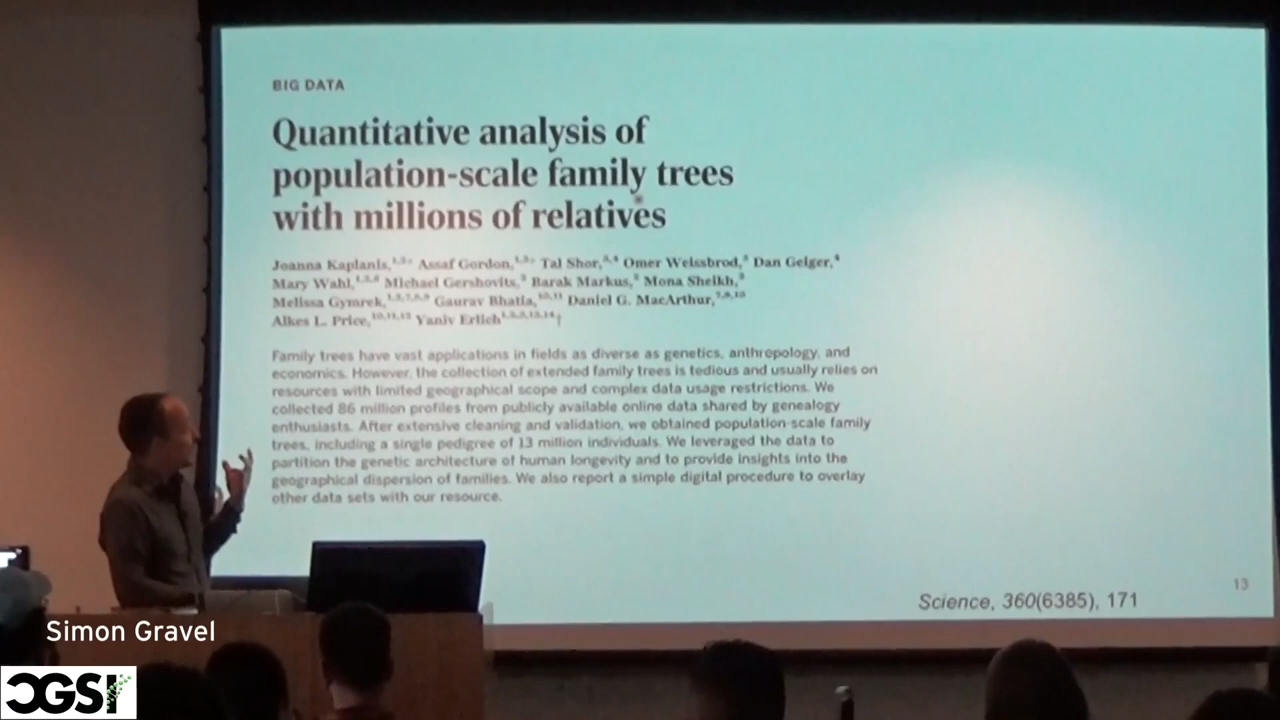 BIG DATA
Quantitative analysis of
population-scale family trees
with millions of relatives
Joanna Kaplanis, Assaf Gordon, Tal Shor, Omer Weissbrod, Dan Geiger,
Mary Wahl, Michael Gershovits, Barak Markus, Mona Sheikh,
Melissa Gymrek, Gaurav Bhatia, Daniel G. MacArthur,
Alkes L. Price, Yaniv Erlich
Family trees have vast applications in fields as diverse as genetics, anthropology, and
economics. However, the collection of extended family trees is tedious and usually relies on
resources with limited geographical scope and complex data usage restrictions. We
collected 86 million profiles from publicly available online data shared by genealogy
enthusiasts. After extensive cleaning and validation, we obtained population-scale family
trees, including a single pedigree of 13 million individuals. We leveraged the data to
partition the genetic architecture of human longevity and to provide insights into the
geographical dispersion of families. We also report a simple digital procedure to overlay
other data sets with our resource.
13
Science, 360(6385), 171
Simon Gravel
CGSI